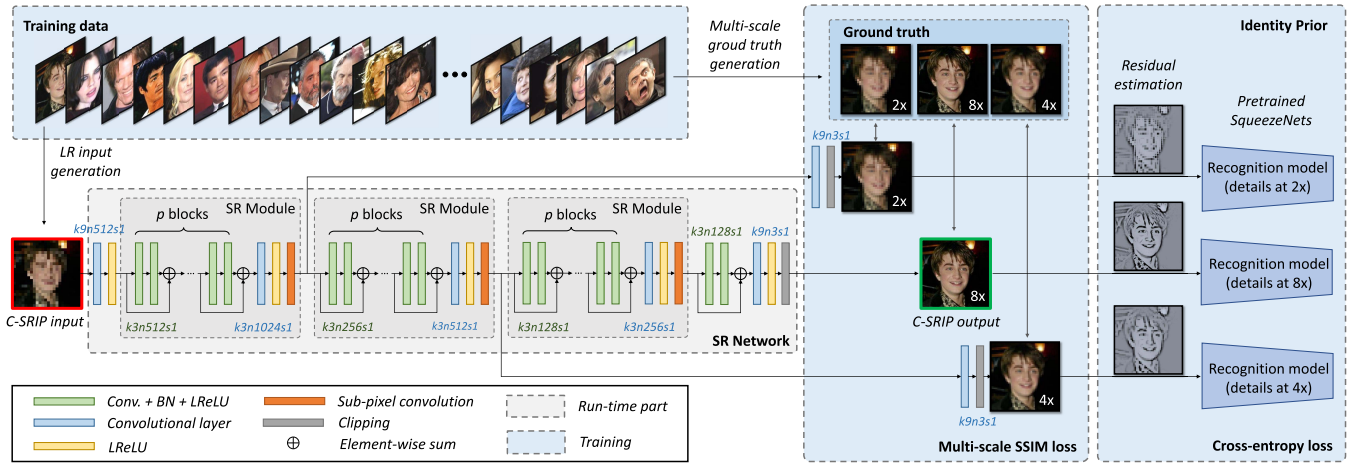 Training data
Multi-scale
groud truth
generation
Ground truth
2x
8x
4x
Identity Prior
Residual
estimation
Pretrained
SqueezeNets
LR input
generation
k9n3s1
2x
Recognition model
(details at 2x)
p blocks
SR Module
p blocks
SR Module
p blocks
SR Module
k9n512s1
k3n128s1
k9n3s1
8x
Recognition model
(details at 8x)
C-SRIP input
k3n512s1
k3n1024s1
k3n256s1
k3n512s1
k3n128s1
k3n256s1
C-SRIP output
SR Network
4x
Recognition model
(details at 4x)
k9n3s1
Conv. + BN + LReLU
Sub-pixel convolution
Run-time part
Convolutional layer
Clipping
LReLU
Element-wise sum
Training
Multi-scale SSIM loss
Cross-entropy loss